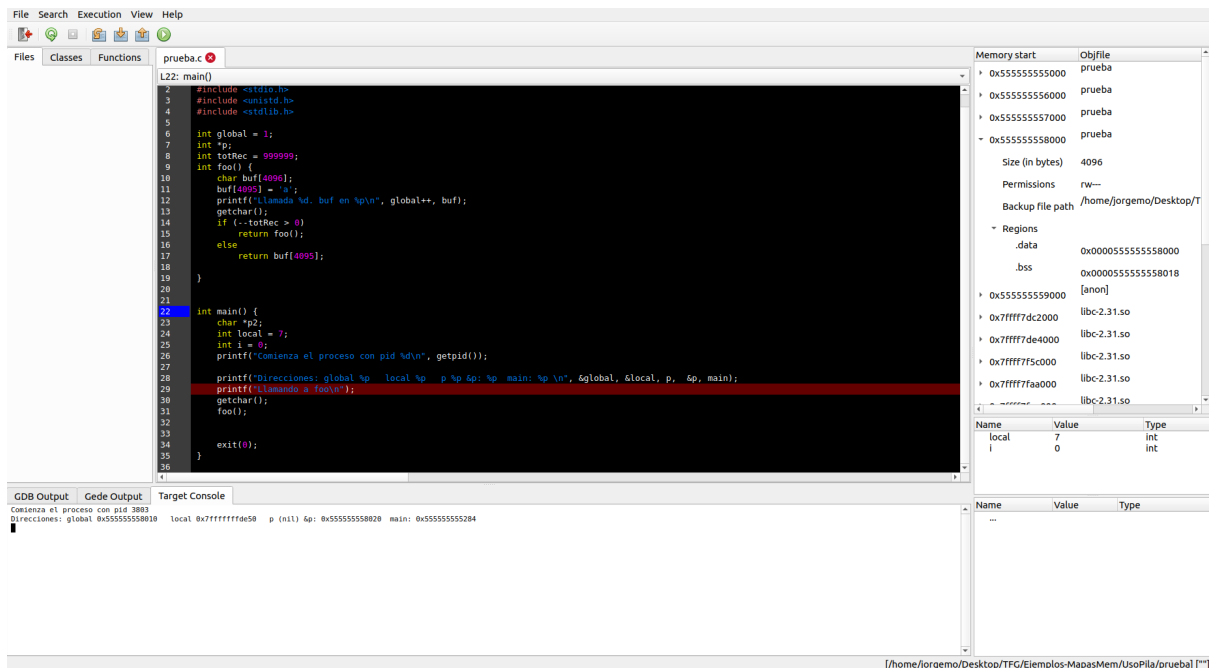 File Search Execution View Help
Files Classes Functions
prueba.c
L22: main()
2 #include <stdio.h>
3 #include <unistd.h>
4 #include <stdlib.h>
5
6 int global = 1;
7 int *p;
8 int totRec = 999999;
9 int foo() {
10 char buf[4096];
11 buf[4095] = 'a';
12 printf("Llamada %d. buf en %p\n", global++, buf);
13 getchar();
14 if (--totRec > 0)
15 return foo();
16 else
17 return buf[4095];
18
19 }
20
21
22 int main() {
23 char *p2;
24 int local = 7;
25 int i = 0;
26 printf("Comienza el proceso con pid %d\n", getpid());
28 printf("Direcciones: global %p local %p p %p &p: %p main: %p \n", &global, &local, p, &p, main);
29 printf("Llamando a foo\n");
30 getchar();
31 foo();
32
33
34 exit(0);
35 }
36
Memory start Objfile
0x555555555000 prueba
0x555555556000 prueba
0x555555557000 prueba
0x555555558000 prueba
Size (in bytes) 4096
Permissions rw---
Backup file path /home/jorgemo/Desktop/T
Regions
.data 0x0000555555558000
.bss 0x0000555555558018
0x555555559000 [anon]
0x7ffff7dc2000 libc-2.31.so
0x7ffff7de4000 libc-2.31.so
0x7ffff7f5c000 libc-2.31.so
0x7ffff7faa000 libc-2.31.so
libc-2.31.so
Name Value Type
local 7 int
i 0 int
GDB Output Gede Output Target Console
Comienza el proceso con pid 3803
Direcciones: global 0x555555558010 local 0x7fffffffde50 p (nil) &p: 0x555555558020 main: 0x555555555284
Name Value Type
...
[/home/jorgemo/Desktop/TFG/Ejemplos-MapasMem/UsoPila/prueba] [""]